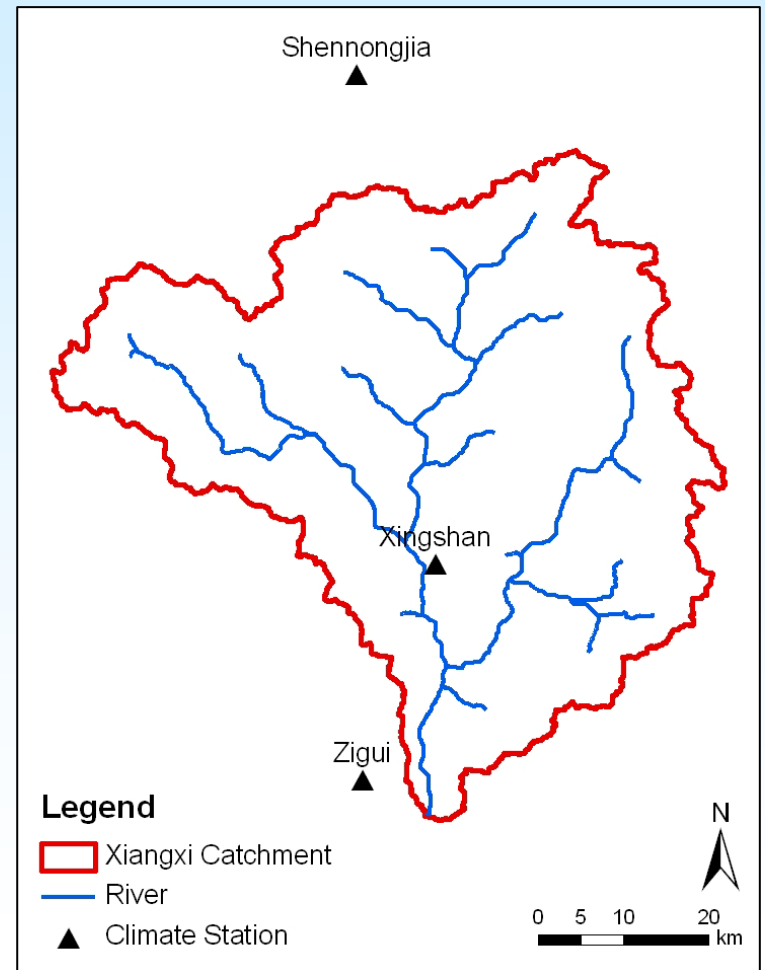 Shennongjia
Xingshan
Zigui
Legend
Xiangxi Catchment
River
Climate Station
N
0 5 10 20
km